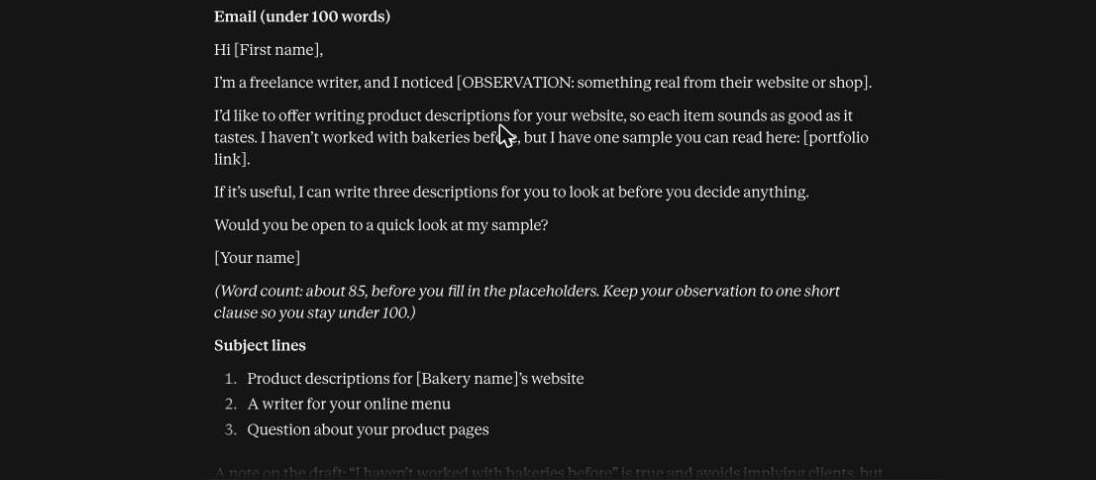 Email (under 100 words)
Hi [First name],
I’m a freelance writer, and I noticed [OBSERVATION: something real from their website or shop].
I’d like to offer writing product descriptions for your website, so each item sounds as good as it
tastes. I haven’t worked with bakeries before, but I have one sample you can read here: [portfolio
link].
If it’s useful, I can write three descriptions for you to look at before you decide anything.
Would you be open to a quick look at my sample?
[Your name]
(Word count: about 85, before you fill in the placeholders. Keep your observation to one short
clause so you stay under 100.)
Subject lines
1. Product descriptions for [Bakery name]’s website
2. A writer for your online menu
3. Question about your product pages
A note on the draft: “I haven’t worked with bakeries before” is true and avoids implying clients, but